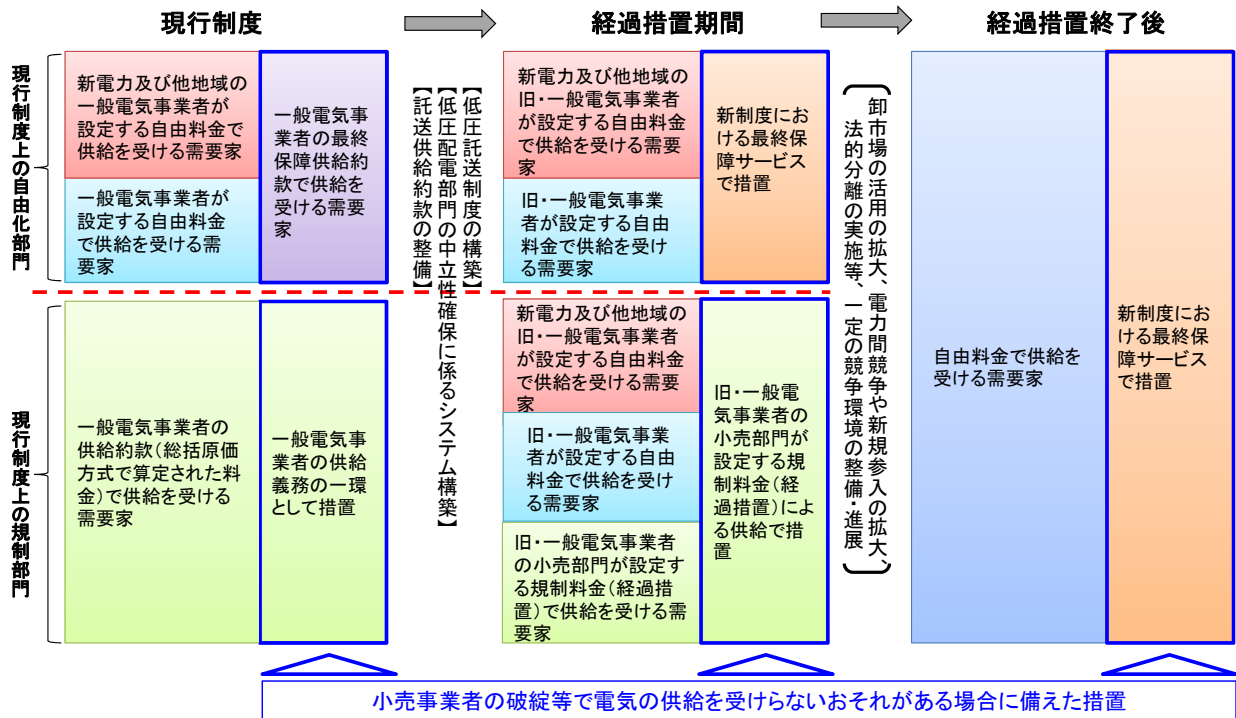 現行制度
経過措置期間
経過措置終了後
現行制度上の自由化部門
新電力及び他地域の
一般電気事業者が
設定する自由料金で
供給を受ける需要家
一般電気事業者が
設定する自由料金
で供給を受ける需
要家
一般電気事
業者の最終
保障供給約
款で供給を
受ける需要
家
【低圧託送制度の構築】
【低圧配電部門の中立性確保に係るシステム構築】
【託送供給約款の整備】
新電力及び他地域の
旧・一般電気事業者
が設定する自由料金
で供給を受ける需要
家
旧・一般電気事業
者が設定する自由
料金で供給を受け
る需要家
新制度にお
ける最終保
障サービス
で措置
卸市場の活用の拡大、電力間競争や新規参入の拡大、
法的分離の実施等、一定の競争環境の整備・進展
自由料金で供給を
受ける需要家
新制度にお
ける最終保
障サービス
で措置
現行制度上の規制部門
一般電気事業者の
供給約款(総括原価
方式で算定された料
金)で供給を受ける
需要家
一般電気事
業者の供給
義務の一環
として措置
新電力及び他地域の
旧・一般電気事業者
が設定する自由料金
で供給を受ける需要
家
旧・一般電気事業
者が設定する自由
料金で供給を受け
る需要家
旧・一般電気事業者
の小売部門が設定す
る規制料金(経過措
置)で供給を受ける需
要家
旧・一般電
気事業者の
小売部門が
設定する規
制料金(経
過措置)によ
る供給で措
置
小売事業者の破綻等で電気の供給を受けらないおそれがある場合に備えた措置